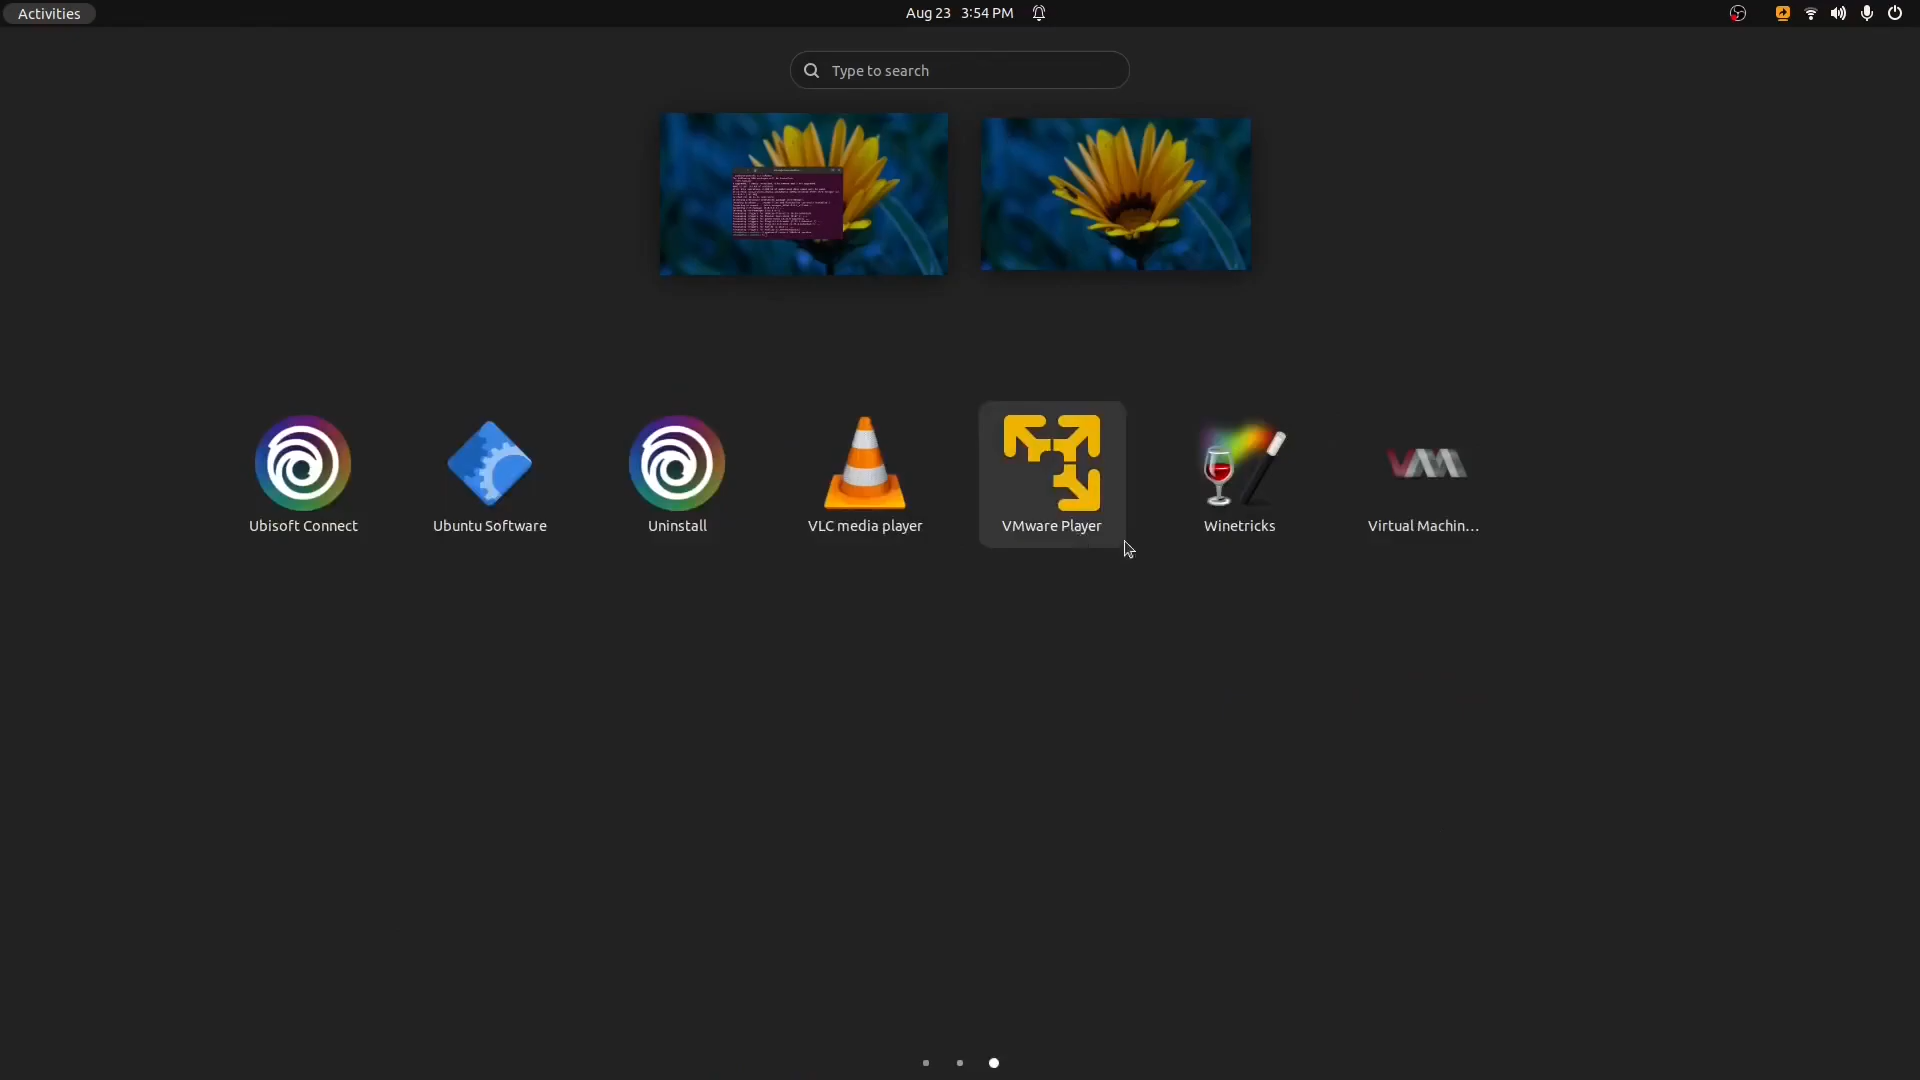 Activities
Aug 23 3:54 PM
Type to search
Ubisoft Connect
Ubuntu Software
Uninstall
VLC media player
VMware Player
Winetricks
Virtual Machin...